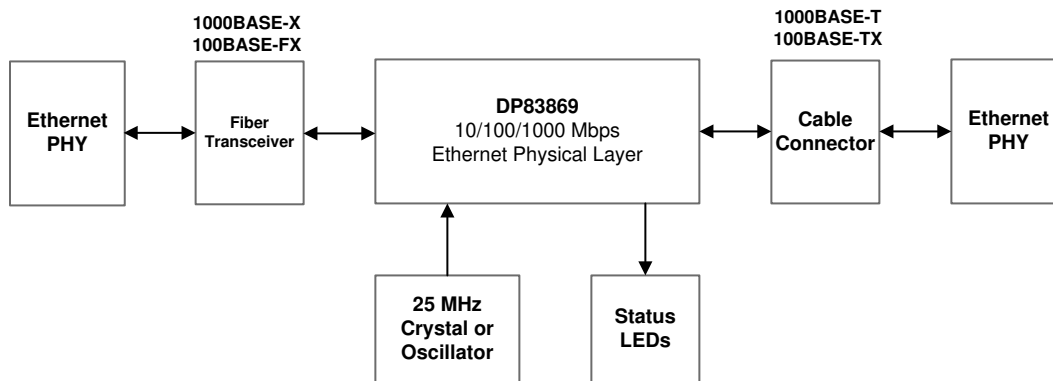 1000BASE-X
100BASE-FX
1000BASE-T
100BASE-TX
Ethernet
PHY
Fiber
Transceiver
DP83869
10/100/1000 Mbps
Ethernet Physical Layer
Cable
Connector
Ethernet
PHY
25 MHz
Crystal or
Oscillator
Status
LEDs